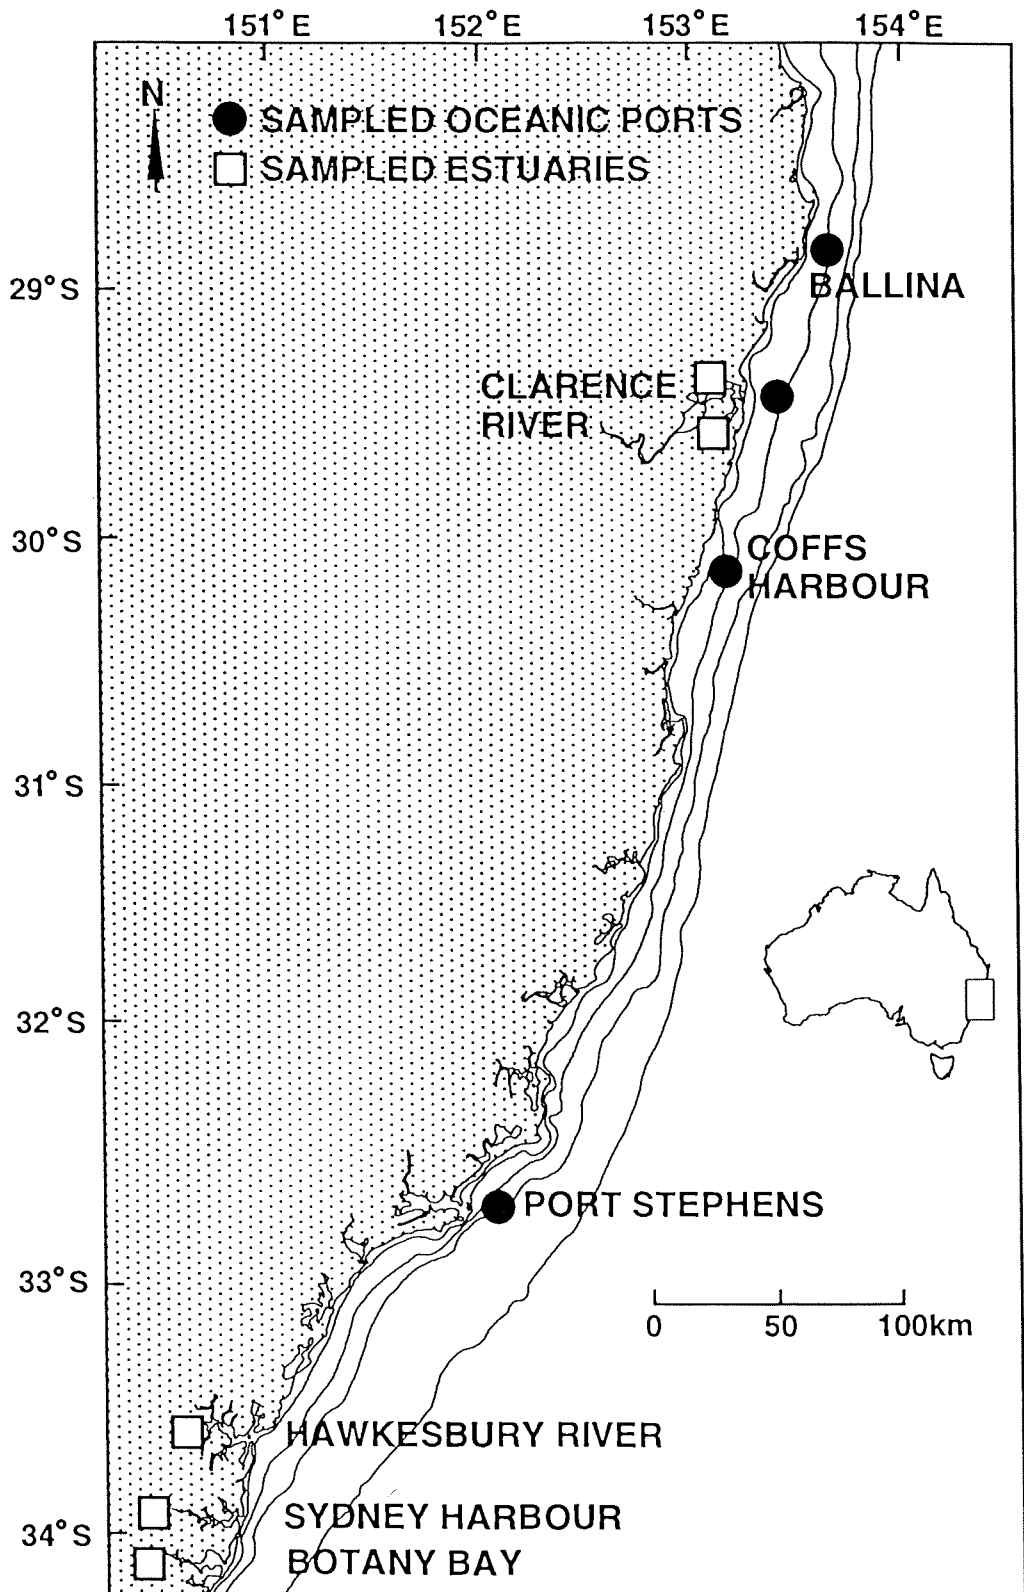 151°E 152°E 153°E 154°E
N
SAMPLED OCEANIC PORTS
SAMPLED ESTUARIES
BALLINA
29°S
CLARENCE
RIVER
30°S
COFFS
HARBOUR
31°S
32°S
PORT STEPHENS
33°S
0 50 100km
HAWKESBURY RIVER
SYDNEY HARBOUR
34°S
BOTANY BAY